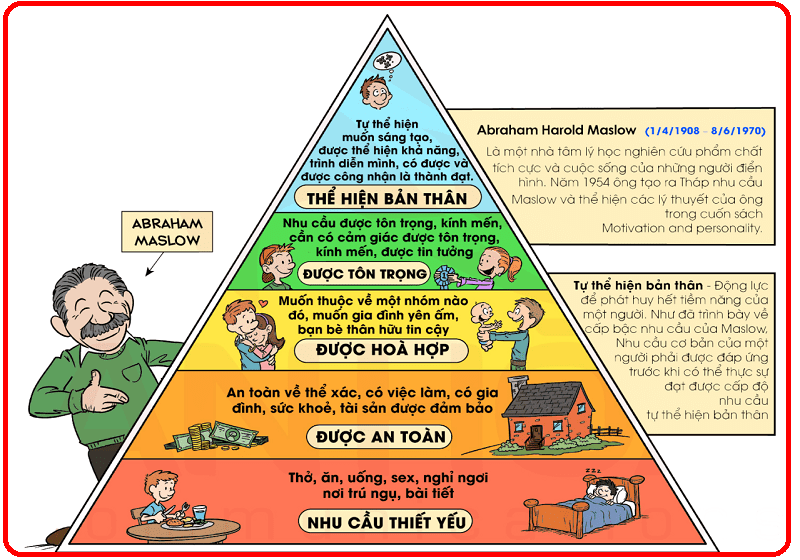 Tự thể hiện
muốn sáng tạo,
được thể hiện khả năng,
trình diễn mình, có được và
được công nhận là thành đạt.
THỂ HIỆN BẢN THÂN
Abraham Harold Maslow (1/4/1908 – 8/6/1970)
Là một nhà tâm lý học nghiên cứu phẩm chất
tích cực và cuộc sống của những người điển
hình. Năm 1954 ông tạo ra Tháp nhu cầu
Maslow và thể hiện các lý thuyết của ông
trong cuốn sách
Motivation and personality.
ABRAHAM
MASLOW
Nhu cầu được tôn trọng, kính mến,
cần có cảm giác được tôn trọng,
kính mến, được tin tưởng
ĐƯỢC TÔN TRỌNG
Tự thể hiện bản thân - Động lực
để phát huy hết tiềm năng của
một người. Như đã trình bày về
cấp bậc nhu cầu của Maslow,
Nhu cầu cơ bản của một
người phải được đáp ứng
trước khi có thể thực sự
đạt được cấp độ
nhu cầu
tự thể hiện bản thân
Muốn thuộc về một nhóm nào
đó, muốn gia đình yên ấm,
bạn bè thân hữu tin cậy
ĐƯỢC HOÀ HỢP
An toàn về thể xác, có việc làm, có gia
đình, sức khoẻ, tài sản được đảm bảo
ĐƯỢC AN TOÀN
Thở, ăn, uống, sex, nghỉ ngơi
nơi trú ngụ, bài tiết
NHU CẦU THIẾT YẾU
zzz